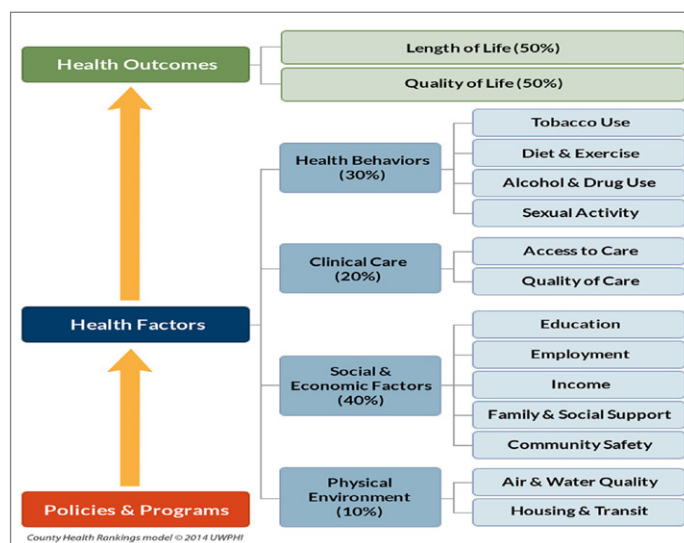 Health Outcomes
Length of Life (50%)
Quality of Life (50%)
Health Factors
Health Behaviors
(30%)
Tobacco Use
Diet & Exercise
Alcohol & Drug Use
Sexual Activity
Clinical Care
(20%)
Access to Care
Quality of Care
Social &
Economic Factors
(40%)
Education
Employment
Income
Family & Social Support
Community Safety
Physical
Environment
(10%)
Air & Water Quality
Housing & Transit
Policies & Programs
County Health Rankings model © 2014 UWPHI